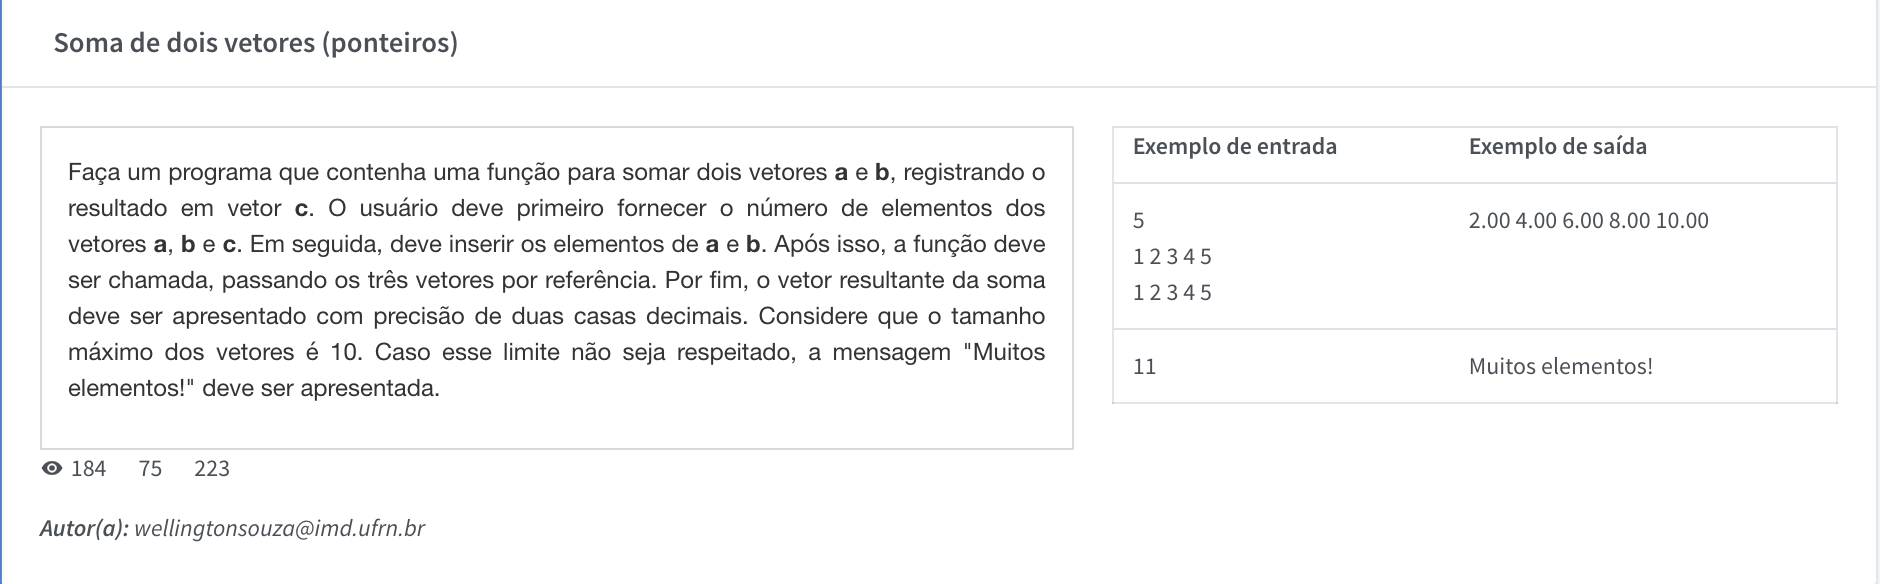 Soma de dois vetores (ponteiros)
Faça um programa que contenha uma função para somar dois vetores a e b, registrando o
resultado em vetor c. O usuário deve primeiro fornecer o número de elementos dos
vetores a, b e c. Em seguida, deve inserir os elementos de a e b. Após isso, a função deve
ser chamada, passando os três vetores por referência. Por fim, o vetor resultante da soma
deve ser apresentado com precisão de duas casas decimais. Considere que o tamanho
máximo dos vetores é 10. Caso esse limite não seja respeitado, a mensagem "Muitos
elementos!" deve ser apresentada.
184 75 223
Autor(a): wellingtonsouza@imd.ufrn.br
Exemplo de entrada Exemplo de saída
5 2.00 4.00 6.00 8.00 10.00
1 2 3 4 5
1 2 3 4 5
11 Muitos elementos!